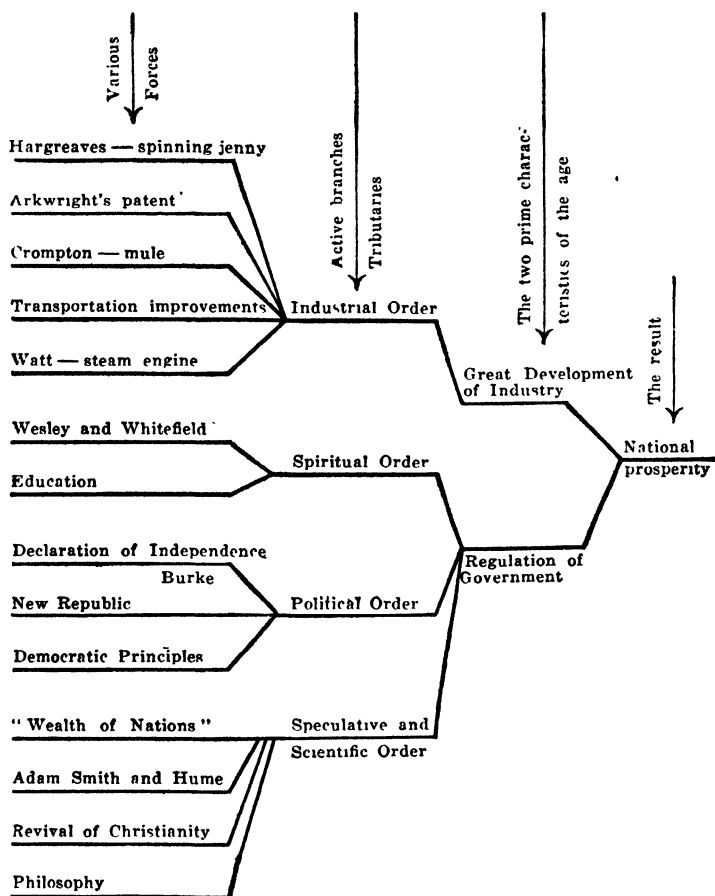 Various
Forces
Active branches
Tributaries
The two prime charac-
teristics of the age
The result
Hargreaves — spinning jenny
Arkwright's patent
Crompton — mule
Transportation improvements
Watt — steam engine
Industrial Order
Great Development
of Industry
Wesley and Whitefield
Education
Spiritual Order
National
prosperity
Declaration of Independence
Burke
New Republic
Democratic Principles
Political Order
Regulation of
Government
"Wealth of Nations"
Adam Smith and Hume
Revival of Christianity
Philosophy
Speculative and
Scientific Order